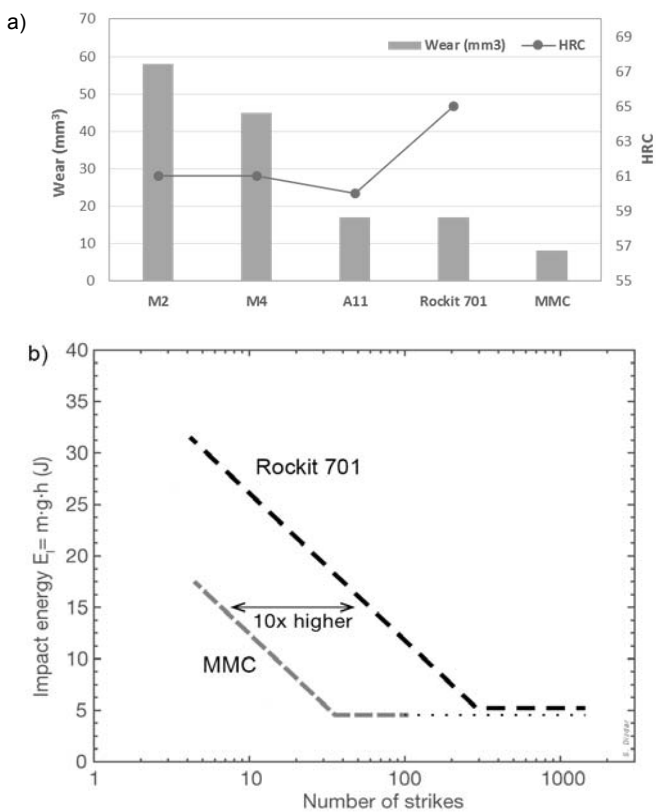 a)
70
60
50
40
30
20
10
0
Wear (mm³)
Wear (mm3)
HRC
69
67
65
63
61
59
57
55
HRC
M2
M4
A11
Rockit 701
MMC
b)
40
35
30
25
20
15
10
5
0
Impact energy Eᵢ= m·g·h (J)
Rockit 701
10x higher
MMC
1
10
100
1000
Number of strikes